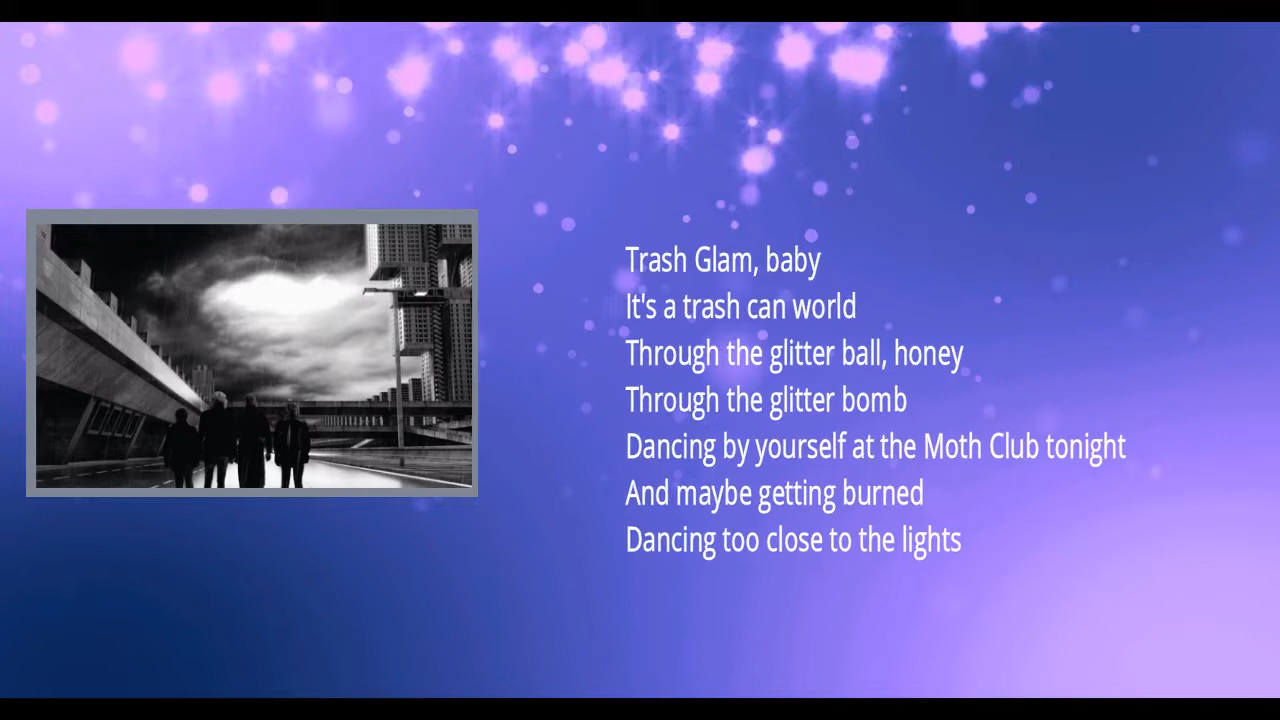 Trash Glam, baby
It's a trash can world
Through the glitter ball, honey
Through the glitter bomb
Dancing by yourself at the Moth Club tonight
And maybe getting burned
Dancing too close to the lights